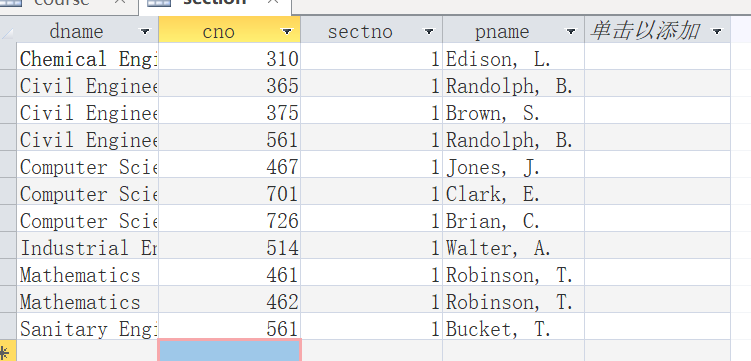 course section
dname cno sectno pname 单击以添加
Chemical Engi 310 1 Edison, L.
Civil Enginee 365 1 Randolph, B.
Civil Enginee 375 1 Brown, S.
Civil Enginee 561 1 Randolph, B.
Computer Scie 467 1 Jones, J.
Computer Scie 701 1 Clark, E.
Computer Scie 726 1 Brian, C.
Industrial En 514 1 Walter, A.
Mathematics 461 1 Robinson, T.
Mathematics 462 1 Robinson, T.
Sanitary Engi 561 1 Bucket, T.